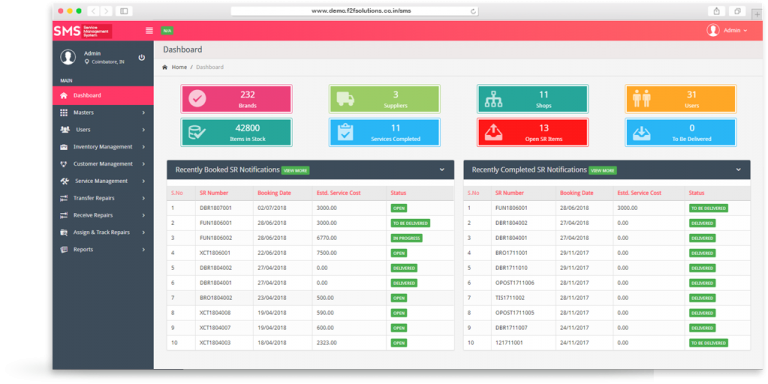 www.demo.f2fsolutions.co.in/sms
SMS Service Management System
Admin
Admin
Coimbatore, IN
MAIN
Dashboard
Masters
Users
Inventory Management
Customer Management
Service Management
Transfer Repairs
Receive Repairs
Assign & Track Repairs
Reports
Dashboard
Home / Dashboard
232
Brands
3
Suppliers
11
Shops
31
Users
42800
Items in Stock
11
Services Completed
13
Open SR Items
0
To Be Delivered
Recently Booked SR Notifications VIEW MORE
S.No SR Number Booking Date Estd. Service Cost Status
1 DBR1807001 02/07/2018 3000.00 OPEN
2 FUN1806001 28/06/2018 3000.00 TO BE DELIVERED
3 FUN1806002 28/06/2018 6770.00 IN PROGRESS
4 XCT1806001 22/06/2018 7500.00 OPEN
5 DBR1804002 27/04/2018 0.00 DELIVERED
6 DBR1804001 27/04/2018 0.00 DELIVERED
7 BRO1804002 23/04/2018 500.00 OPEN
8 XCT1804008 19/04/2018 500.00 OPEN
9 XCT1804007 19/04/2018 600.00 OPEN
10 XCT1804003 18/04/2018 2323.00 OPEN
Recently Completed SR Notifications VIEW MORE
S.No SR Number Booking Date Estd. Service Cost Status
1 FUN1806001 28/06/2018 3000.00 TO BE DELIVERED
2 DBR1804002 27/04/2018 0.00 DELIVERED
3 DBR1804001 27/04/2018 0.00 DELIVERED
4 BRO1711001 29/11/2017 0.00 DELIVERED
5 DBR1711010 28/11/2017 0.00 DELIVERED
6 OPOST1711006 28/11/2017 0.00 DELIVERED
7 TIS1711002 28/11/2017 0.00 DELIVERED
8 OPOST1711005 28/11/2017 0.00 DELIVERED
9 DBR1711007 24/11/2017 0.00 DELIVERED
10 121711001 24/11/2017 0.00 TO BE DELIVERED